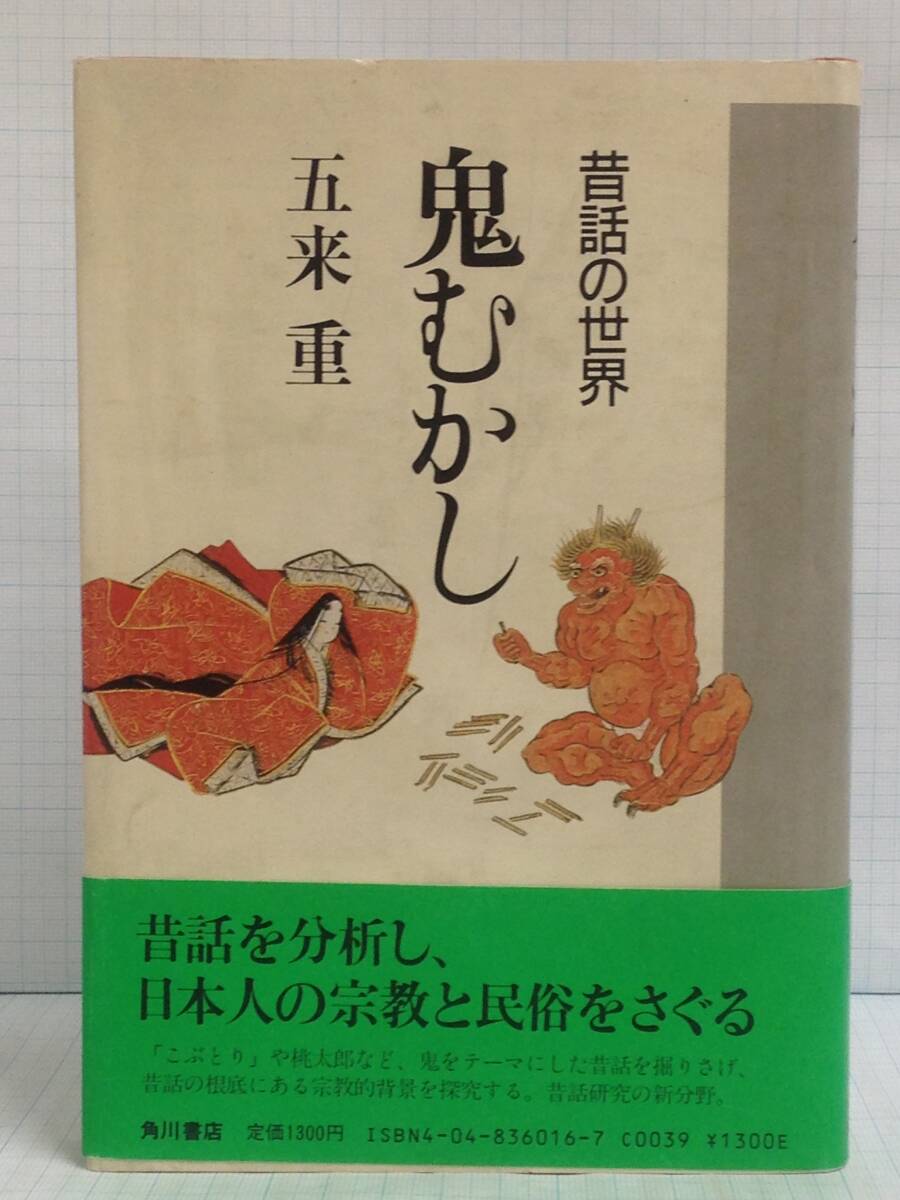 昔話の世界
鬼むかし
五来 重
昔話を分析し、
日本人の宗教と民俗をさぐる
「こぶとり」や桃太郎など、鬼をテーマにした昔話を掘りさげ、
昔話の根底にある宗教的背景を探究する。昔話研究の新分野。
角川書店 定価1300円 ISBN4-04-836016-7 C0039 ¥1300E